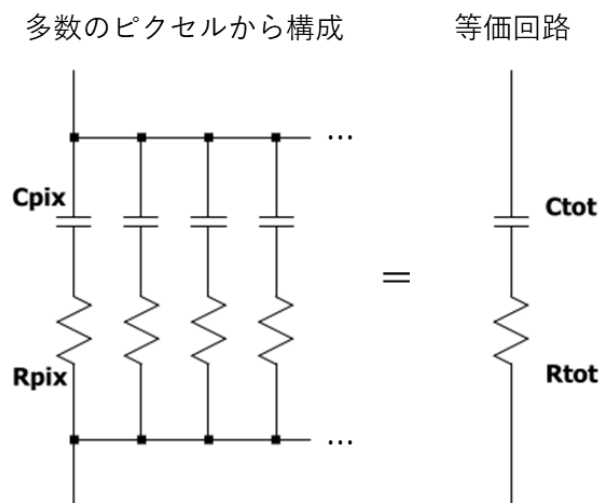 多数のピクセルから構成
等価回路
…
Cpix
Ctot
=
Rpix
Rtot
…